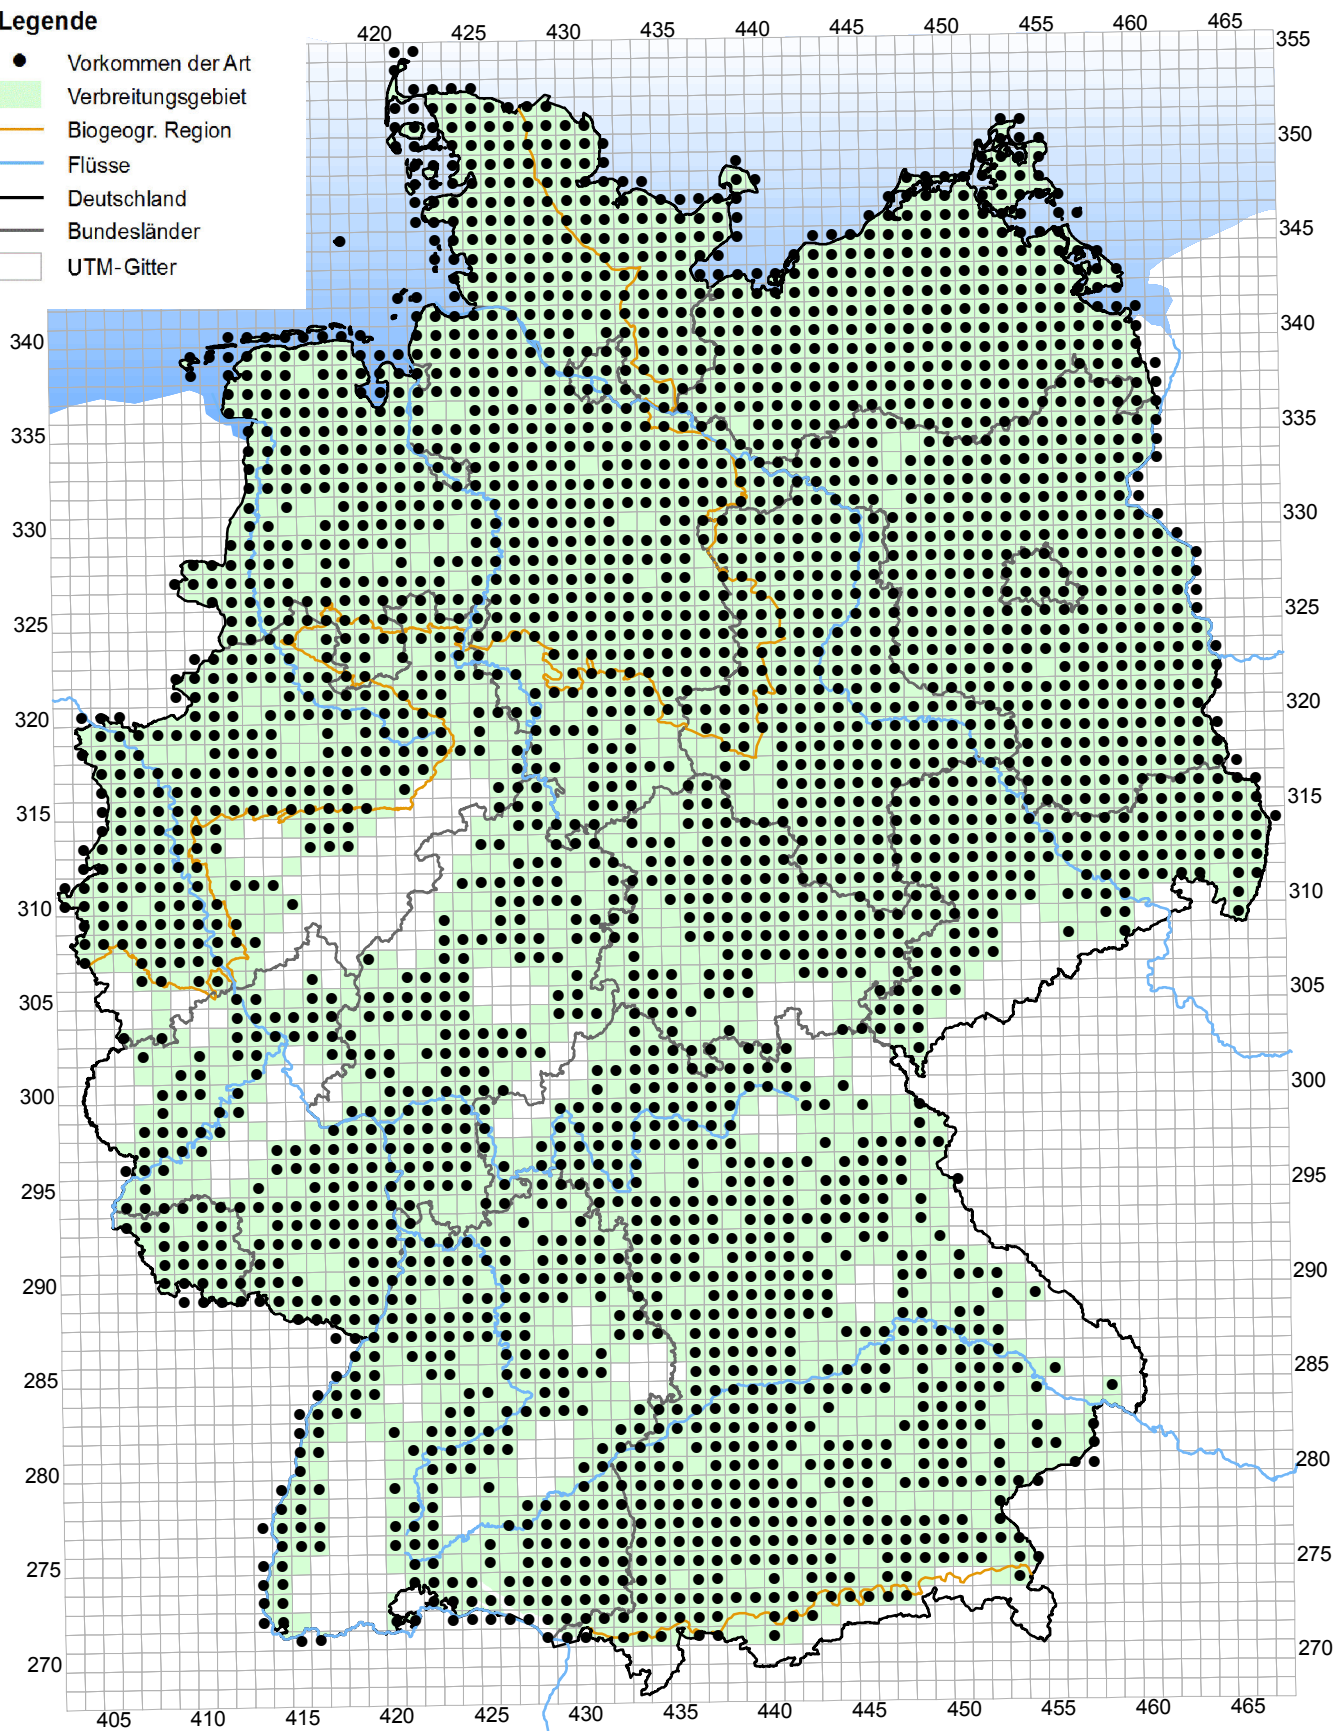 Legende
Vorkommen der Art
Verbreitungsgebiet
Biogeogr. Region
Flüsse
Deutschland
Bundesländer
UTM-Gitter
420 425 430 435 440 445 450 455 460 465
355
350
345
340 340
335 335
330 330
325 325
320 320
315 315
310 310
305 305
300 300
295 295
290 290
285 285
280 280
275 275
270 270
405 410 415 420 425 430 435 440 445 450 455 460 465